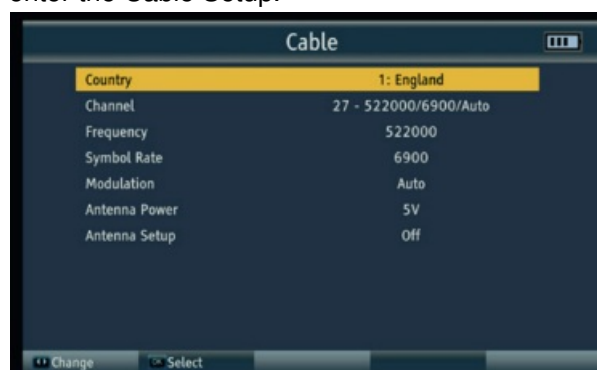 enter the Cable Setup.
Cable
Country 1: England
Channel 27 - 522000/6900/Auto
Frequency 522000
Symbol Rate 6900
Modulation Auto
Antenna Power 5V
Antenna Setup Off
Change OK Select